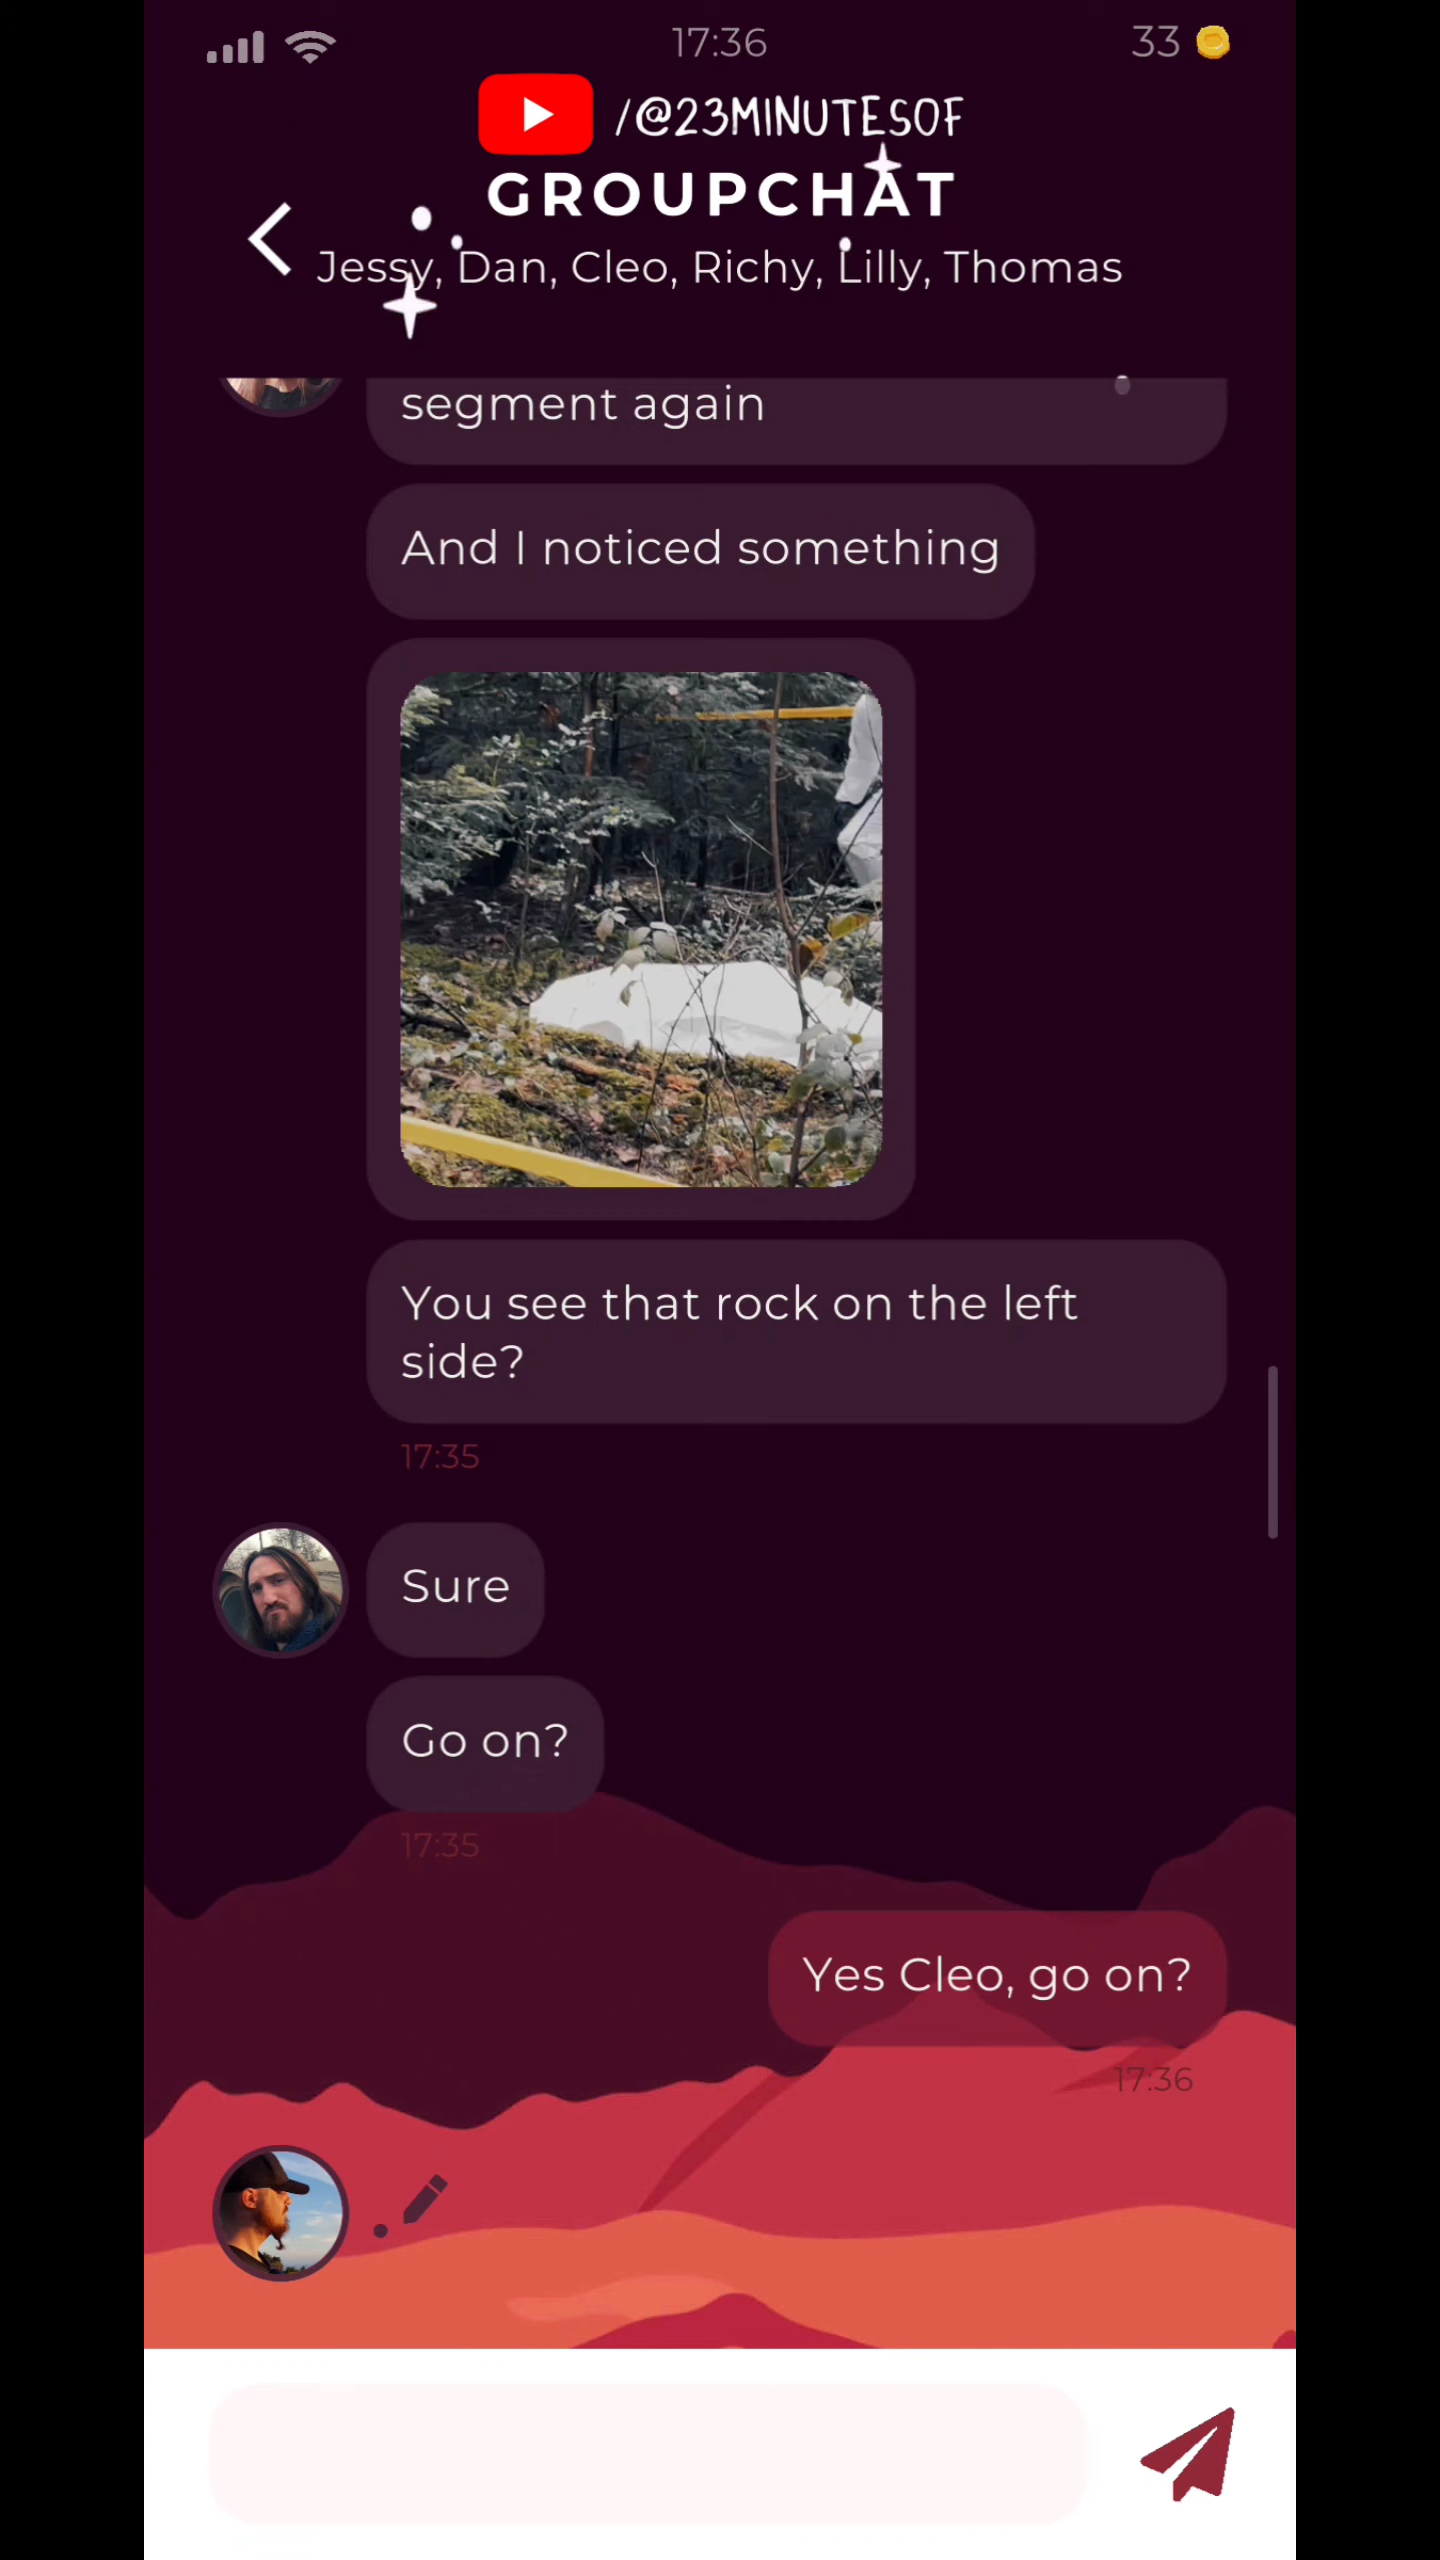 17:36
33
/@23MINUTESOF
GROUPCHAT
Jessy, Dan, Cleo, Richy, Lilly, Thomas
segment again
And I noticed something
You see that rock on the left
side?
17:35
Sure
Go on?
17:35
Yes Cleo, go on?
17:36